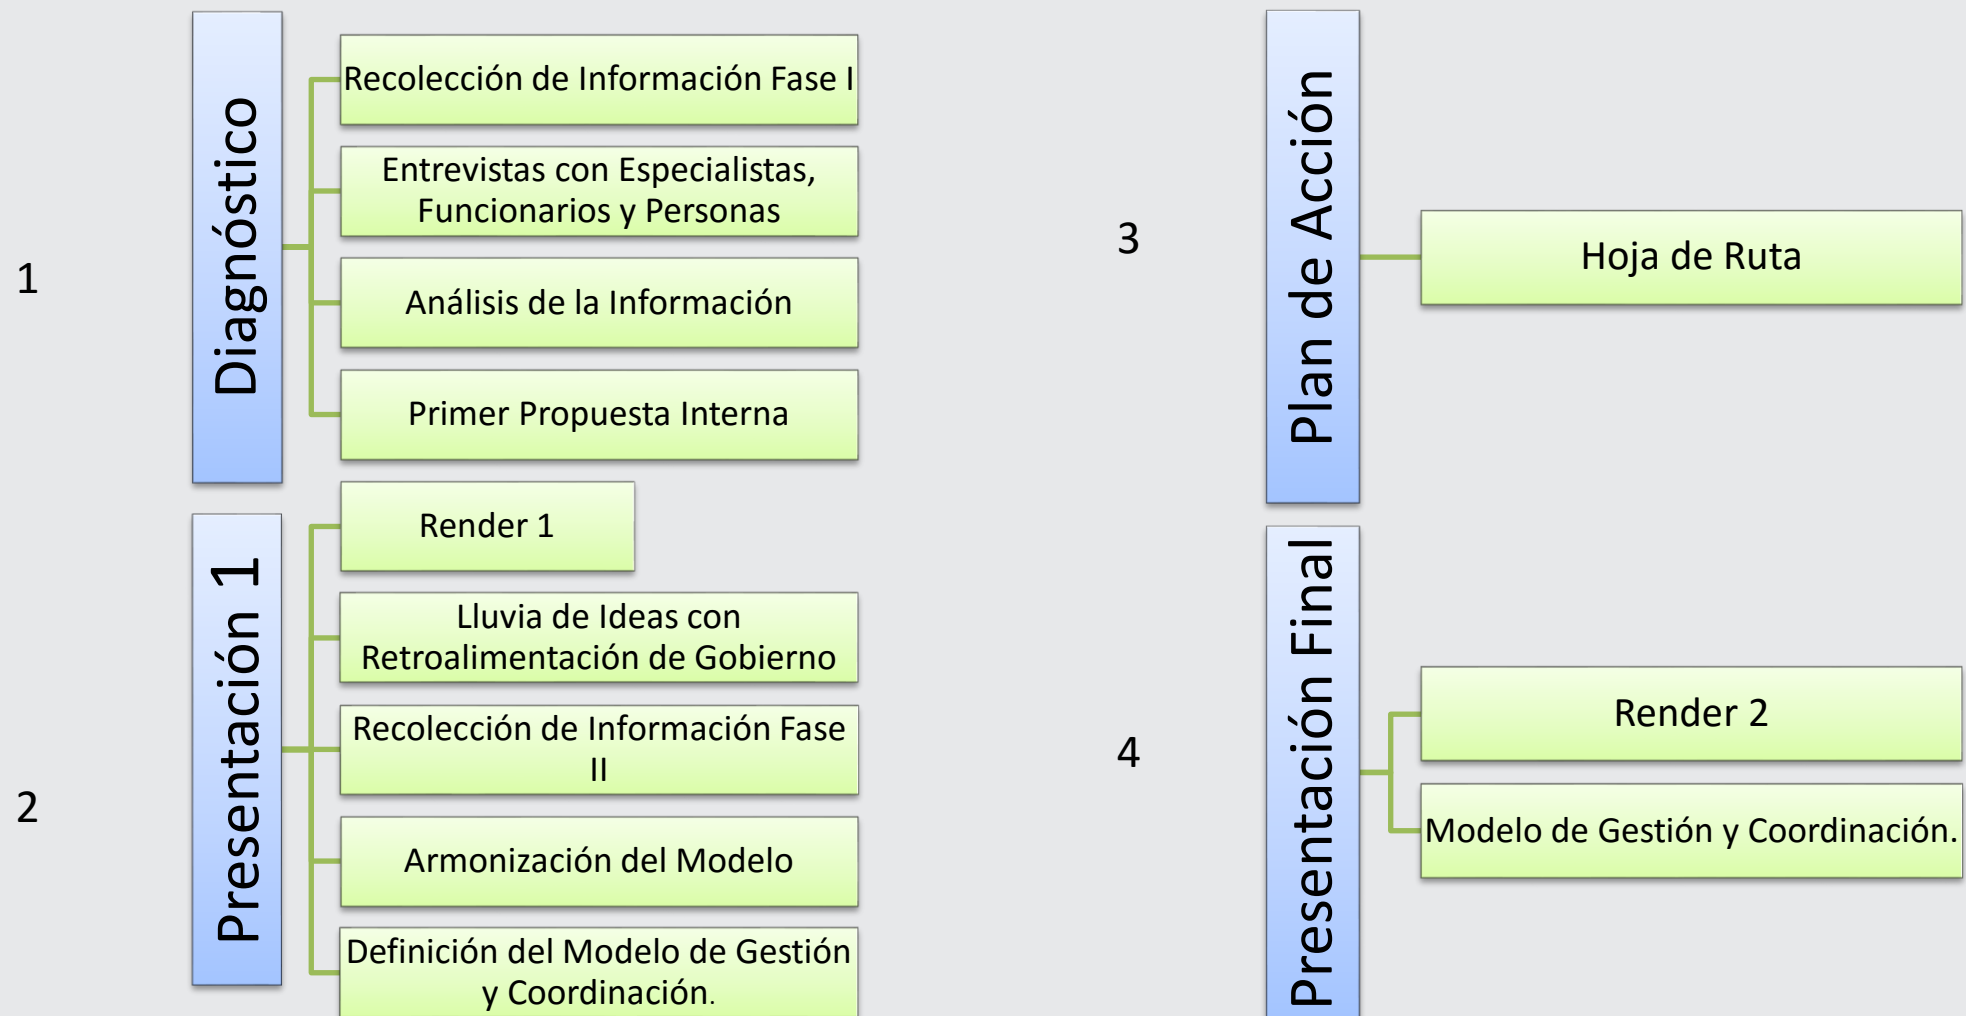 1
Diagnóstico
Recolección de Información Fase I
Entrevistas con Especialistas,
Funcionarios y Personas
Análisis de la Información
Primer Propuesta Interna
2
Presentación 1
Render 1
Lluvia de Ideas con
Retroalimentación de Gobierno
Recolección de Información Fase
II
Armonización del Modelo
Definición del Modelo de Gestión
y Coordinación.
3
Plan de Acción
Hoja de Ruta
4
Presentación Final
Render 2
Modelo de Gestión y Coordinación.